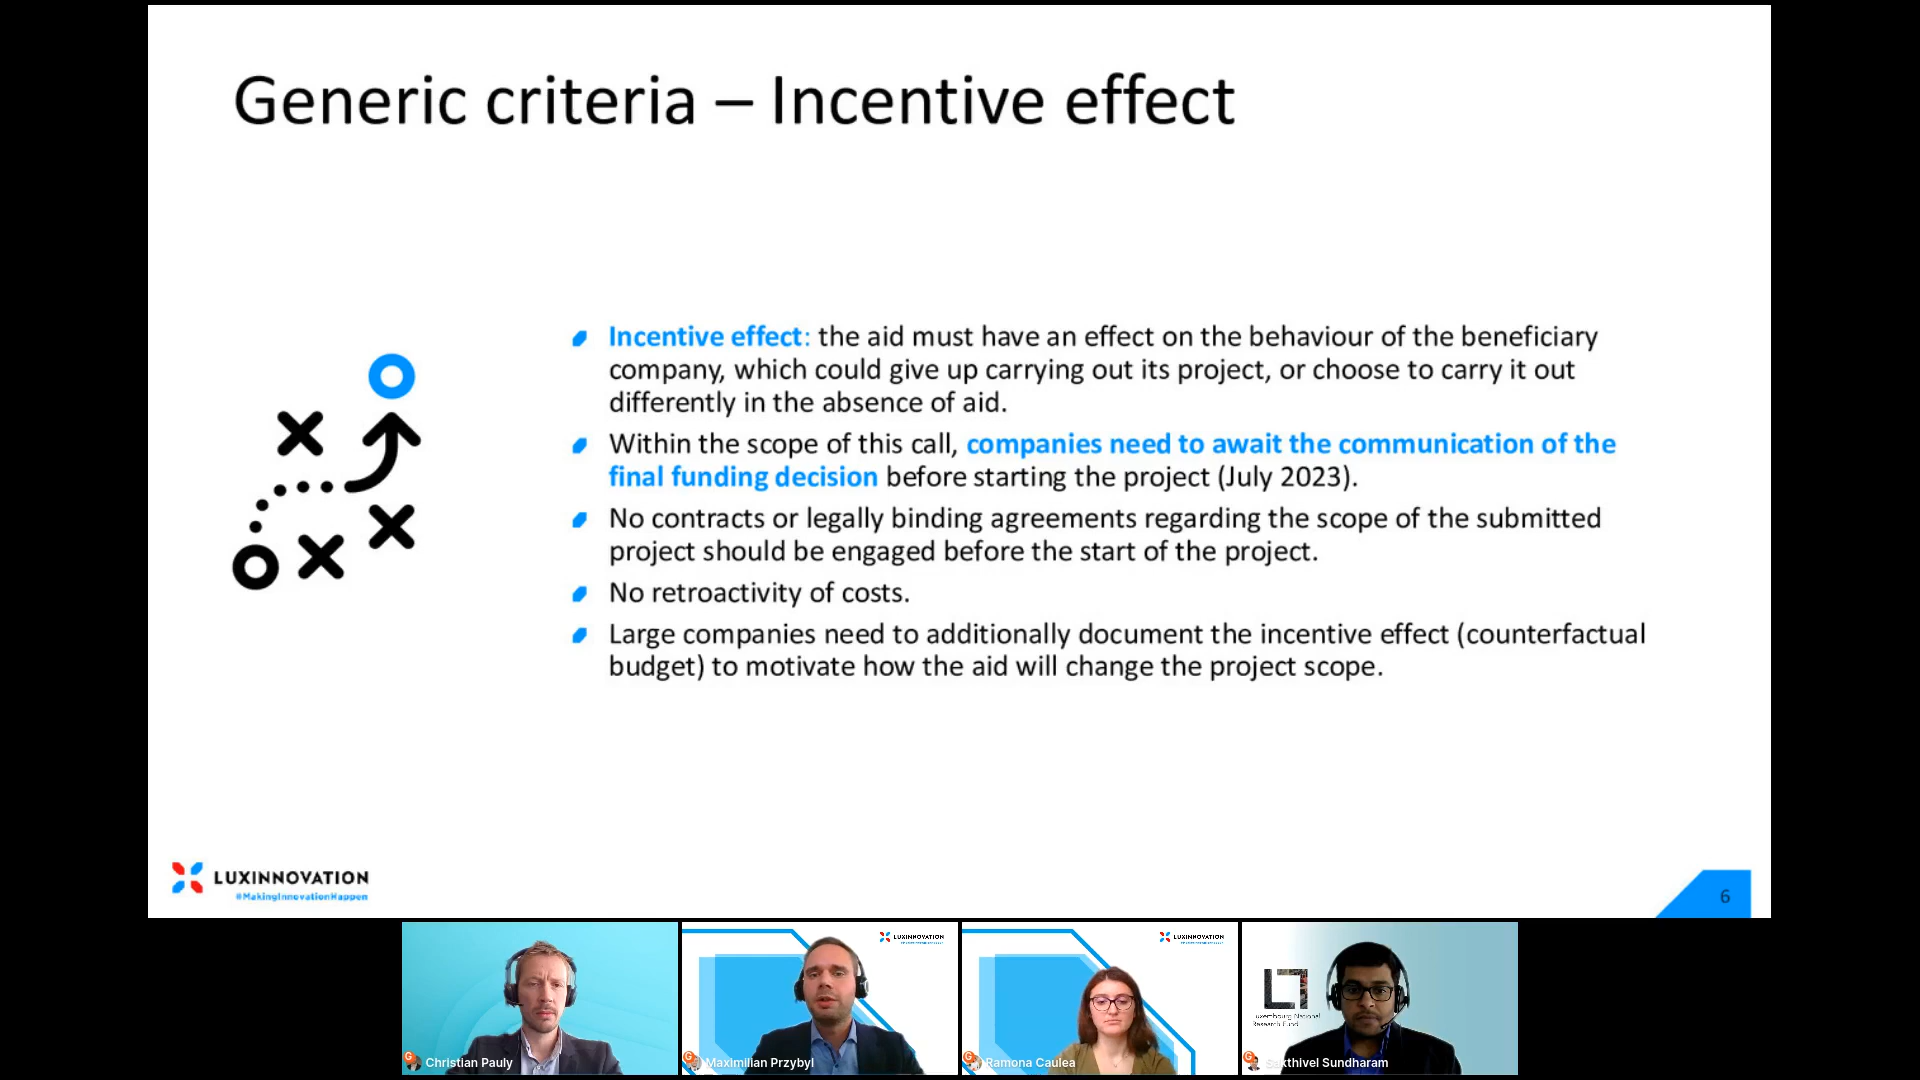 Generic criteria – Incentive effect
Incentive effect: the aid must have an effect on the behaviour of the beneficiary
company, which could give up carrying out its project, or choose to carry it out
differently in the absence of aid.
Within the scope of this call, companies need to await the communication of the
final funding decision before starting the project (July 2023).
No contracts or legally binding agreements regarding the scope of the submitted
project should be engaged before the start of the project.
No retroactivity of costs.
Large companies need to additionally document the incentive effect (counterfactual
budget) to motivate how the aid will change the project scope.
LUXINNOVATION
#MakingInnovationHappen
6
LUXINNOVATION
LUXINNOVATION
Luxembourg National
Research Fund
Christian Pauly
Maximilian Przybyl
Ramona Caulea
Sundharam